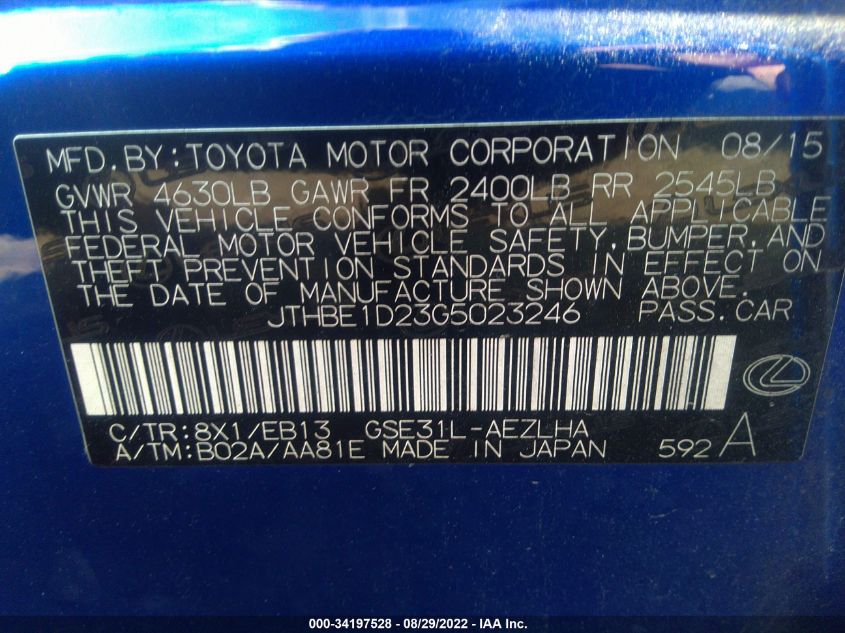 MFD. BY: TOYOTA MOTOR CORPORATION 08/15
GVWR 4630LB GAWR FR 2400LB RR 2545LB
THIS VEHICLE CONFORMS TO ALL APPLICABLE
FEDERAL MOTOR VEHICLE SAFETY, BUMPER, AND
THEFT PREVENTION STANDARDS IN EFFECT ON
THE DATE OF MANUFACTURE SHOWN ABOVE.
JTHBE1D23G5023246 PASS. CAR
C/TR: 8X1/EB13 GSE31L-AEZLHA
A/TM: B02A/AA81E MADE IN JAPAN 592 A
000-34197528 - 08/29/2022 - IAA Inc.